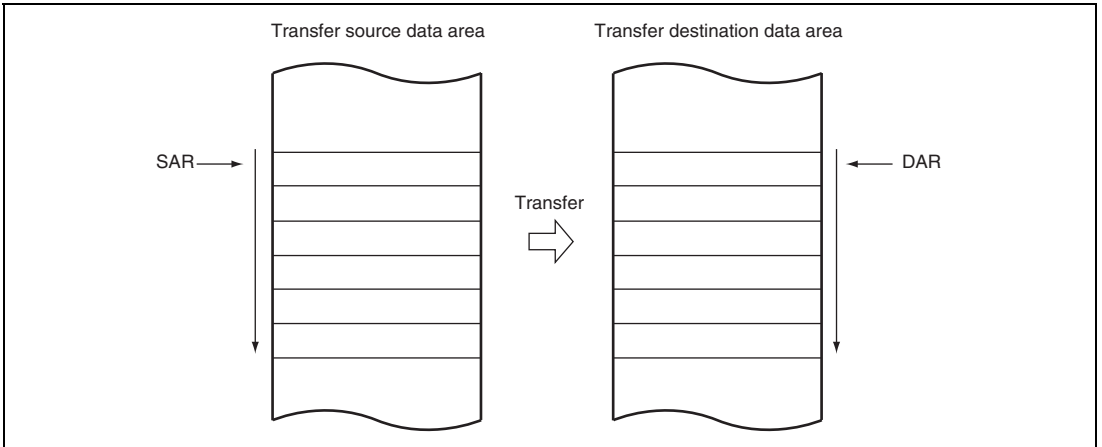 Transfer source data area
Transfer destination data area
SAR
DAR
Transfer